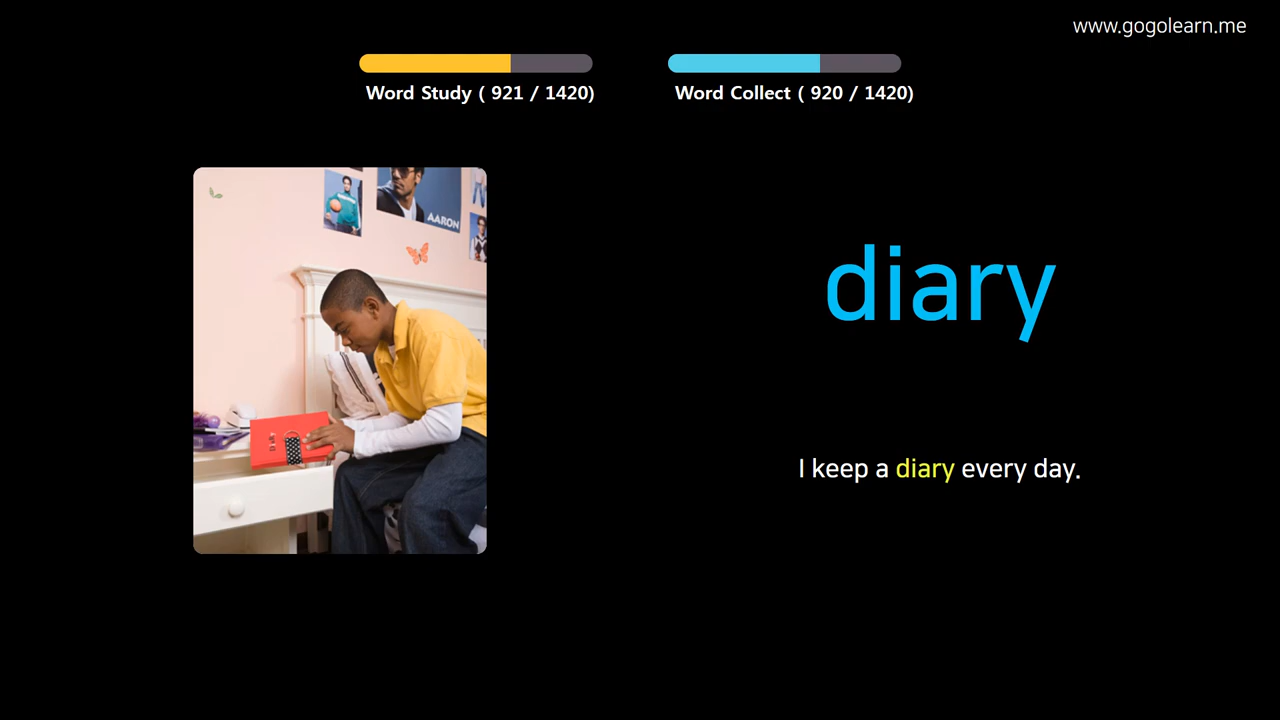 www.gogolearn.me
Word Study ( 921 / 1420)
Word Collect ( 920 / 1420)
AARON
diary
I keep a diary every day.